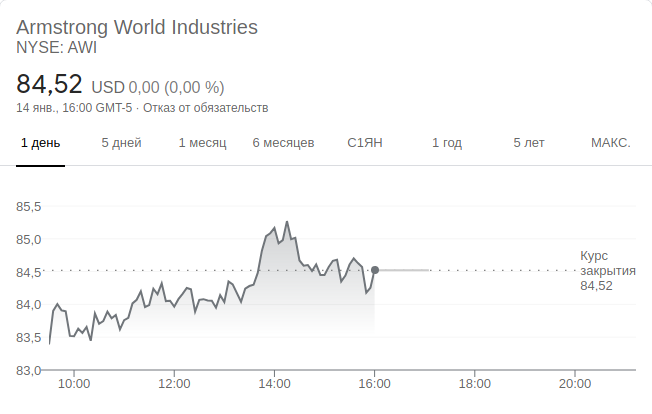 Armstrong World Industries
NYSE: AWI
84,52 USD 0,00 (0,00 %)
14 янв., 16:00 GMT-5 · Отказ от обязательств
1 день 5 дней 1 месяц 6 месяцев С1ЯН 1 год 5 лет МАКС.
85,5
85,0
84,5
84,0
83,5
83,0
Курс
закрытия
84,52
10:00 12:00 14:00 16:00 18:00 20:00